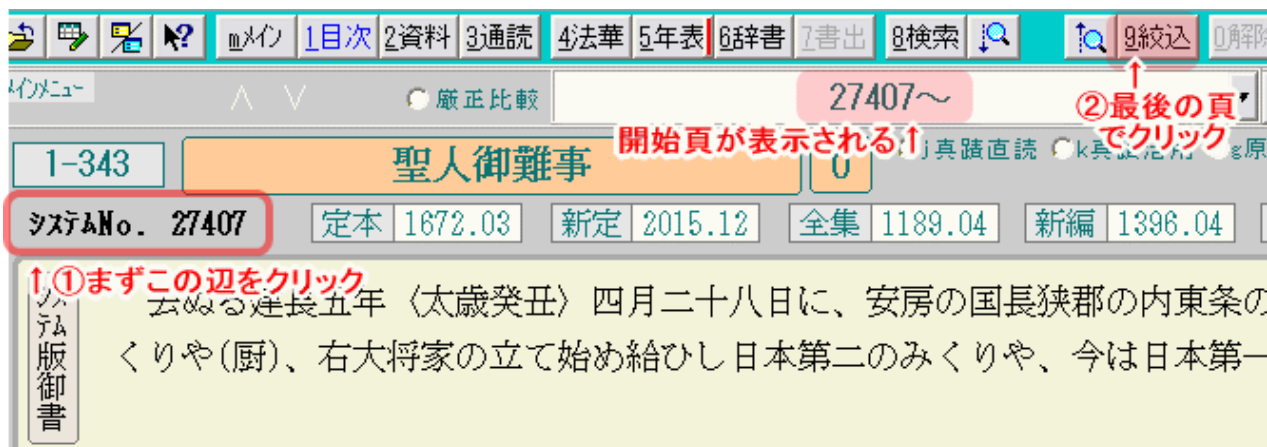 mメイン 1目次 2資料 3通読 4法華 5年表 6辞書 7書出 8検索 9絞込 0解除
メインメニュー ∧ ∨ 厳正比較 27407～ ②最後の頁
開始頁が表示される↑ でクリック
1-343 聖人御難事 0 j真蹟直読
システムNo. 27407 定本 1672.03 新定 2015.12 全集 1189.04 新編 1396.04
↑①まずこの辺をクリック
去ぬる建長五年〈太歳癸丑〉四月二十八日に、安房の国長狭郡の内東条の
くりや(厨)、右大将家の立て始め給ひし日本第二のみくりや、今は日本第一
システム版御書